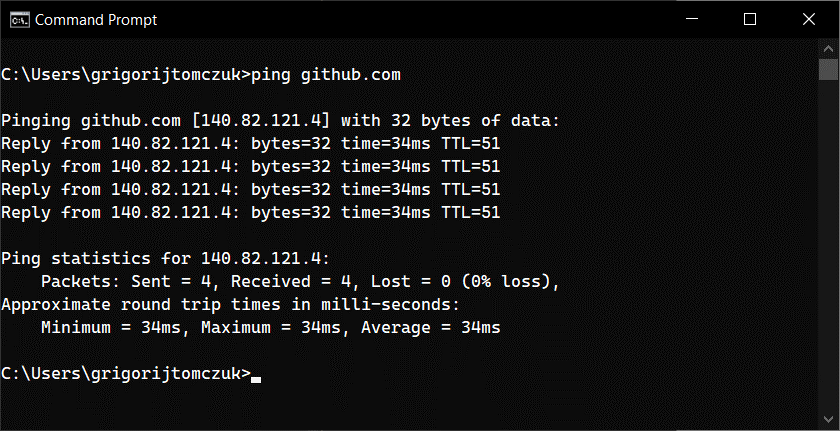 Command Prompt
C:\Users\grigorijtomczuk>ping github.com
Pinging github.com [140.82.121.4] with 32 bytes of data:
Reply from 140.82.121.4: bytes=32 time=34ms TTL=51
Reply from 140.82.121.4: bytes=32 time=34ms TTL=51
Reply from 140.82.121.4: bytes=32 time=34ms TTL=51
Reply from 140.82.121.4: bytes=32 time=34ms TTL=51
Ping statistics for 140.82.121.4:
    Packets: Sent = 4, Received = 4, Lost = 0 (0% loss),
Approximate round trip times in milli-seconds:
    Minimum = 34ms, Maximum = 34ms, Average = 34ms
C:\Users\grigorijtomczuk>